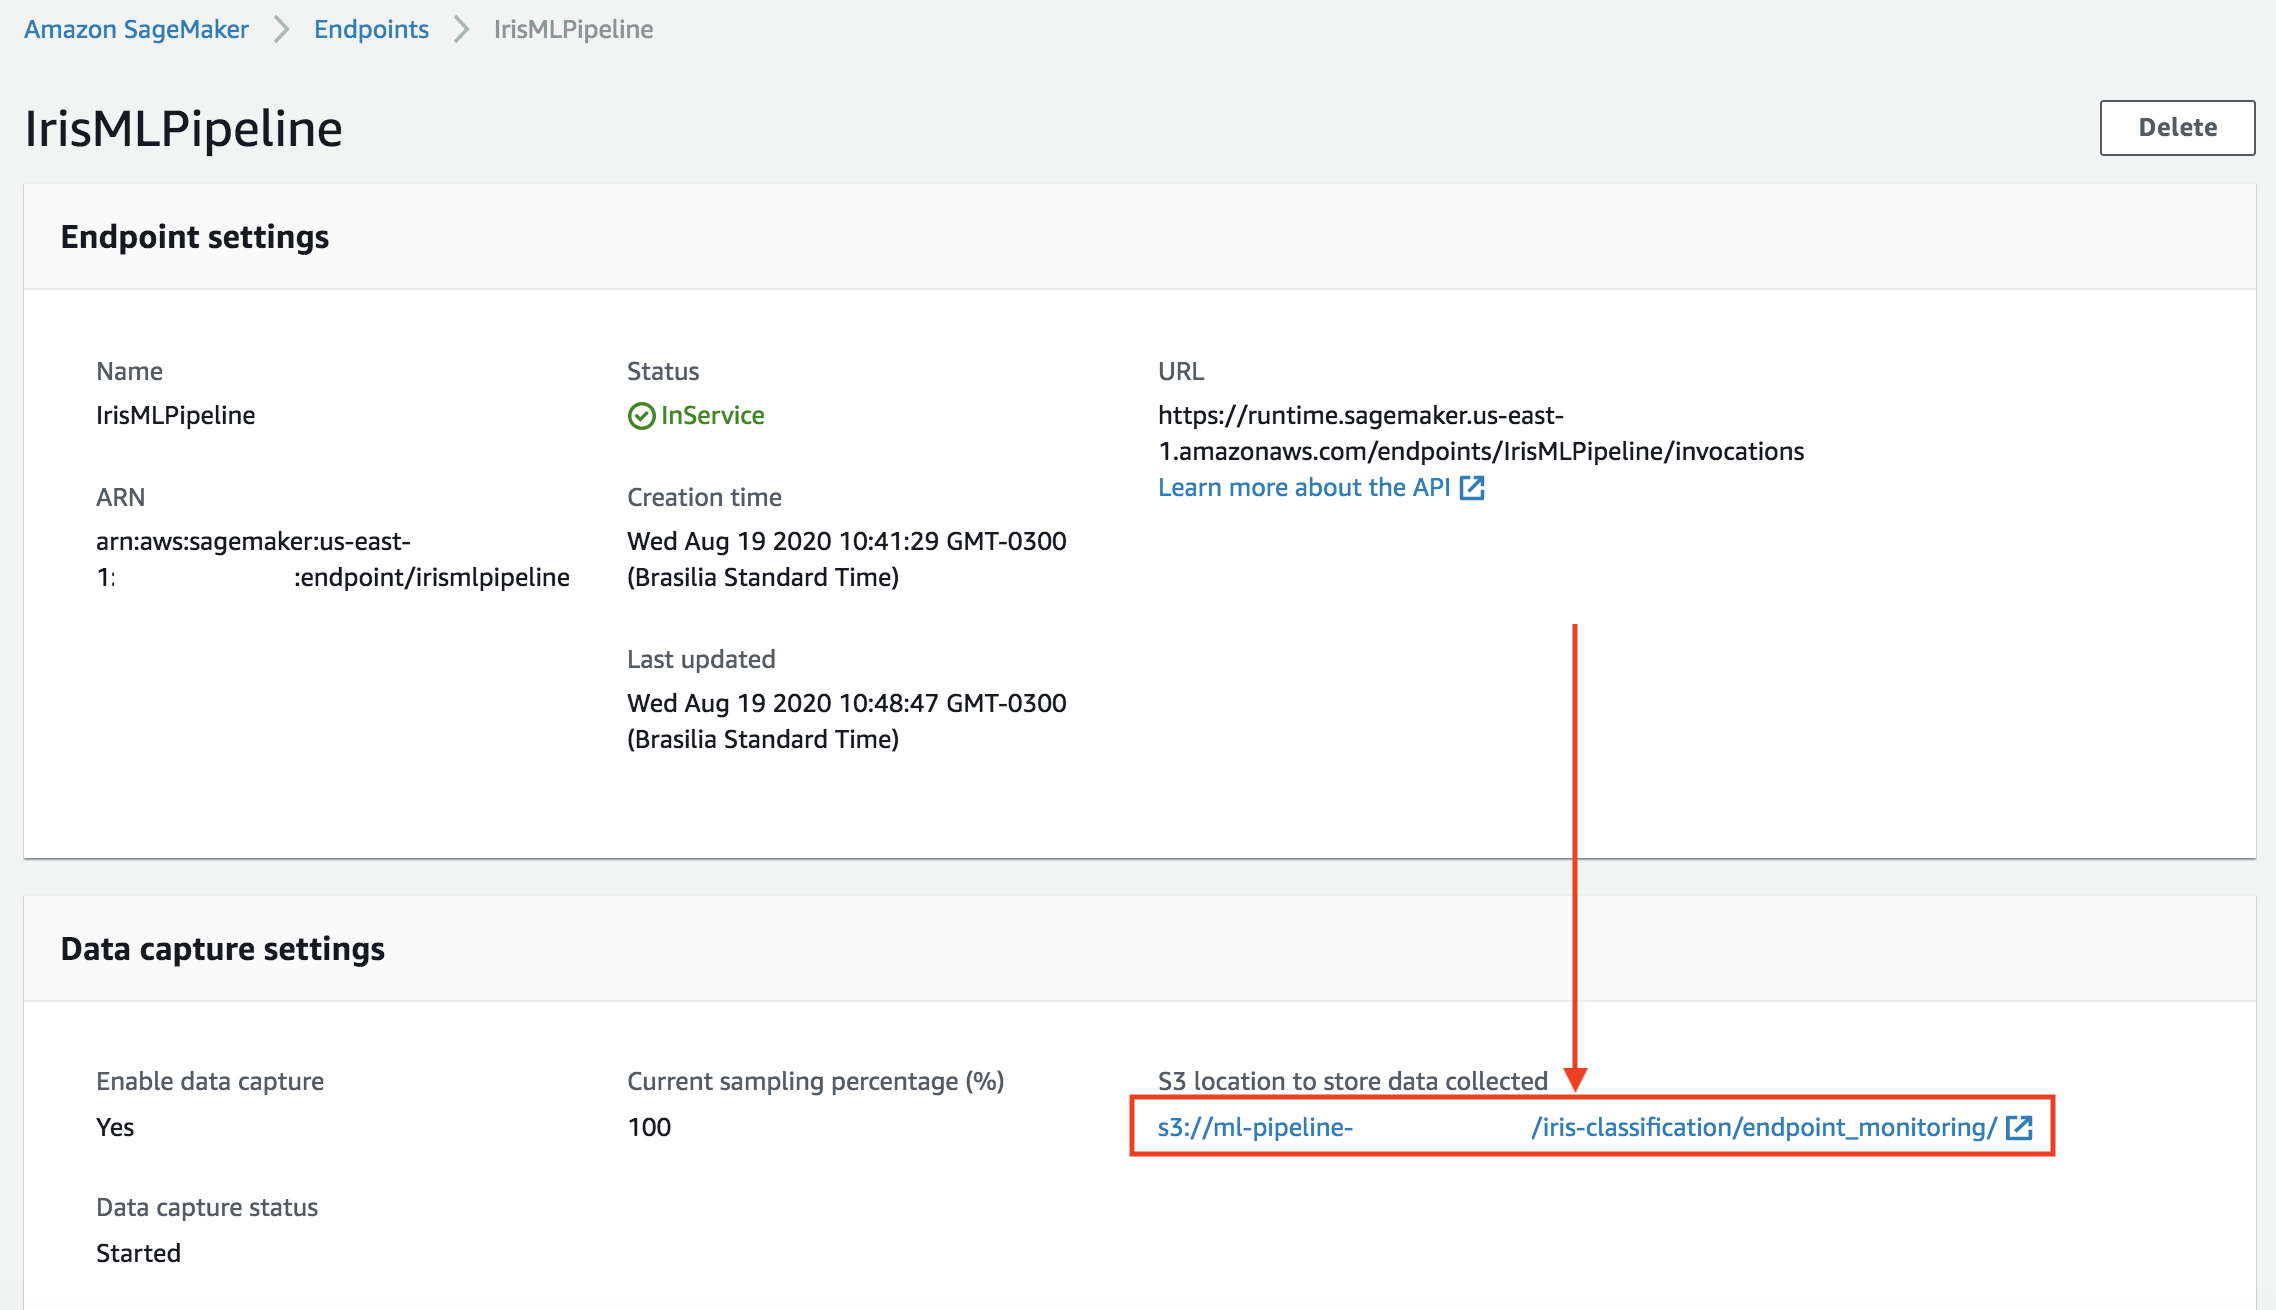 Amazon SageMaker > Endpoints > IrisMLPipeline
IrisMLPipeline
Delete
Endpoint settings
Name
IrisMLPipeline
Status
InService
URL
https://runtime.sagemaker.us-east-
1.amazonaws.com/endpoints/IrisMLPipeline/invocations
Learn more about the API
ARN
arn:aws:sagemaker:us-east-
1: :endpoint/irismlpipeline
Creation time
Wed Aug 19 2020 10:41:29 GMT-0300
(Brasilia Standard Time)
Last updated
Wed Aug 19 2020 10:48:47 GMT-0300
(Brasilia Standard Time)
Data capture settings
Enable data capture
Yes
Current sampling percentage (%)
100
S3 location to store data collected
s3://ml-pipeline- /iris-classification/endpoint_monitoring/
Data capture status
Started